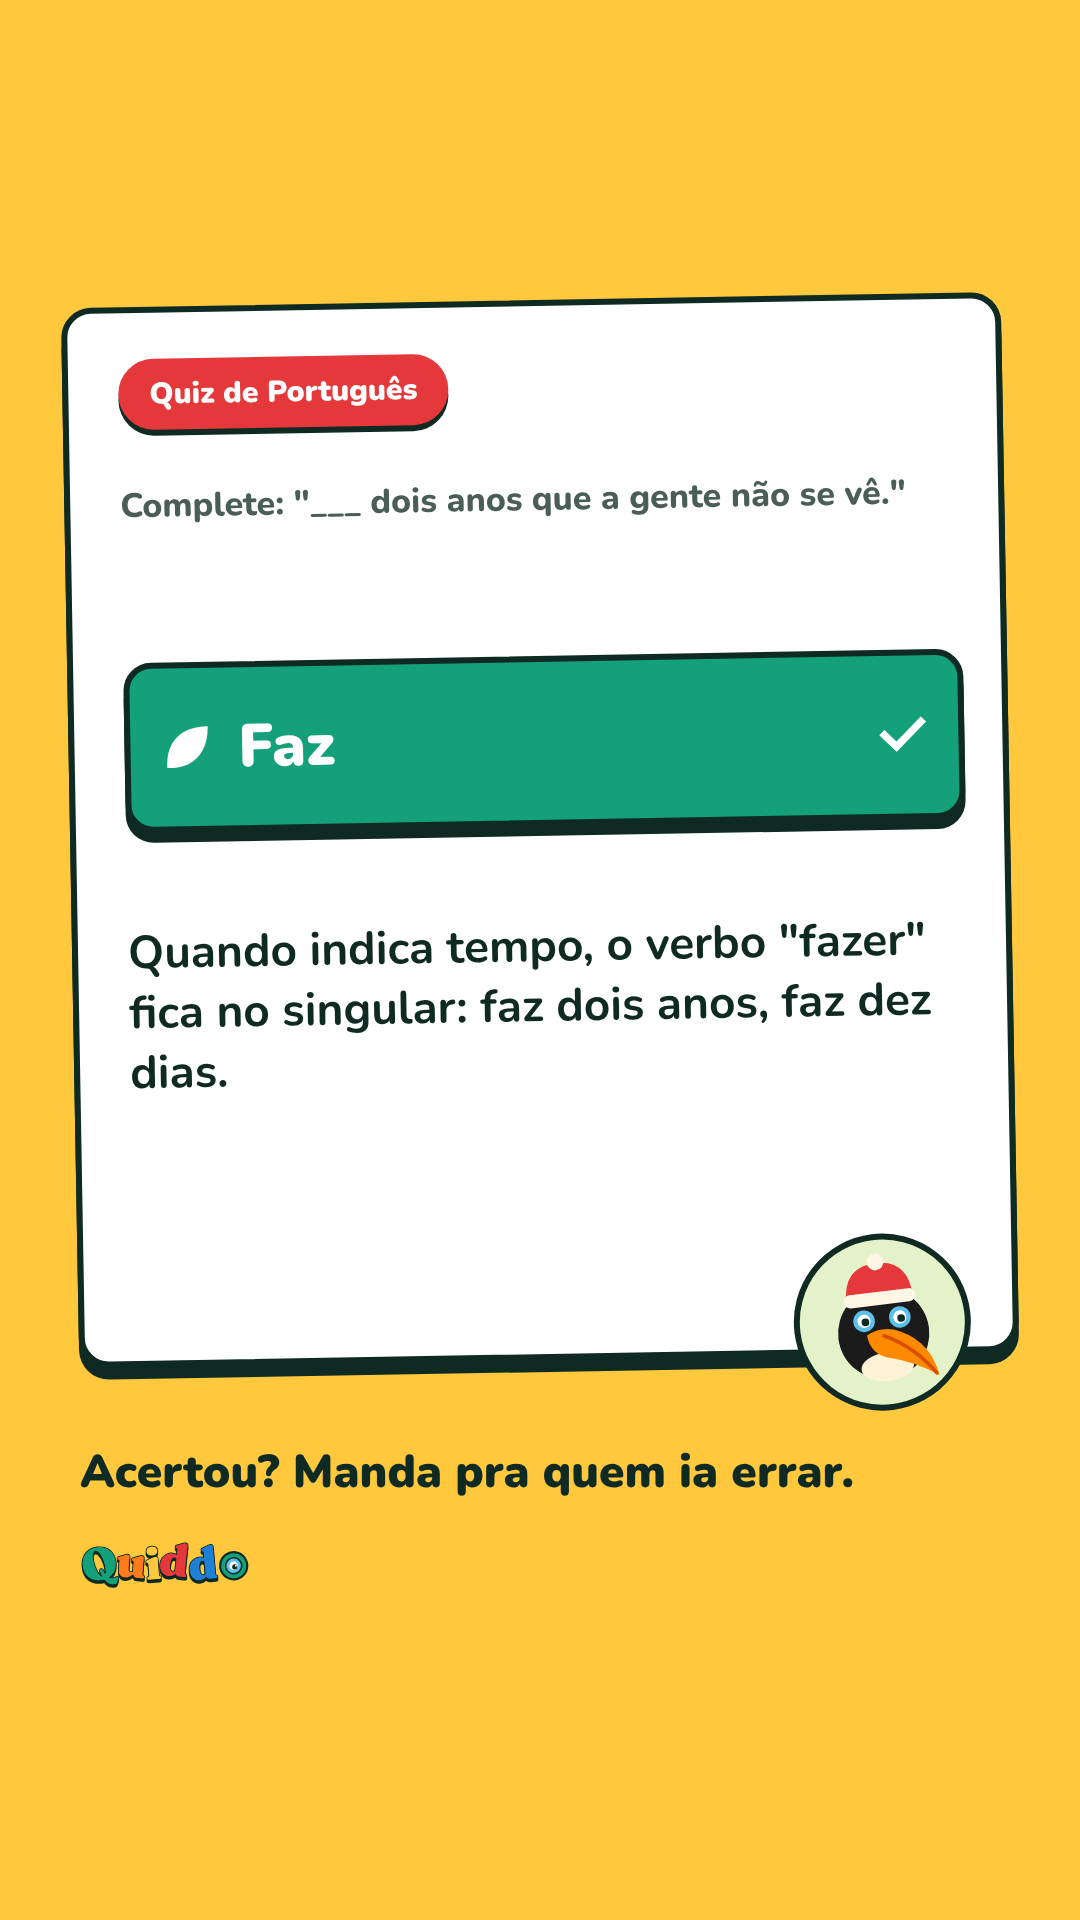 Quiz de Português
Complete: "___ dois anos que a gente não se vê."
Faz
Quando indica tempo, o verbo "fazer"
fica no singular: faz dois anos, faz dez
dias.
Acertou? Manda pra quem ia errar.
Quiddo